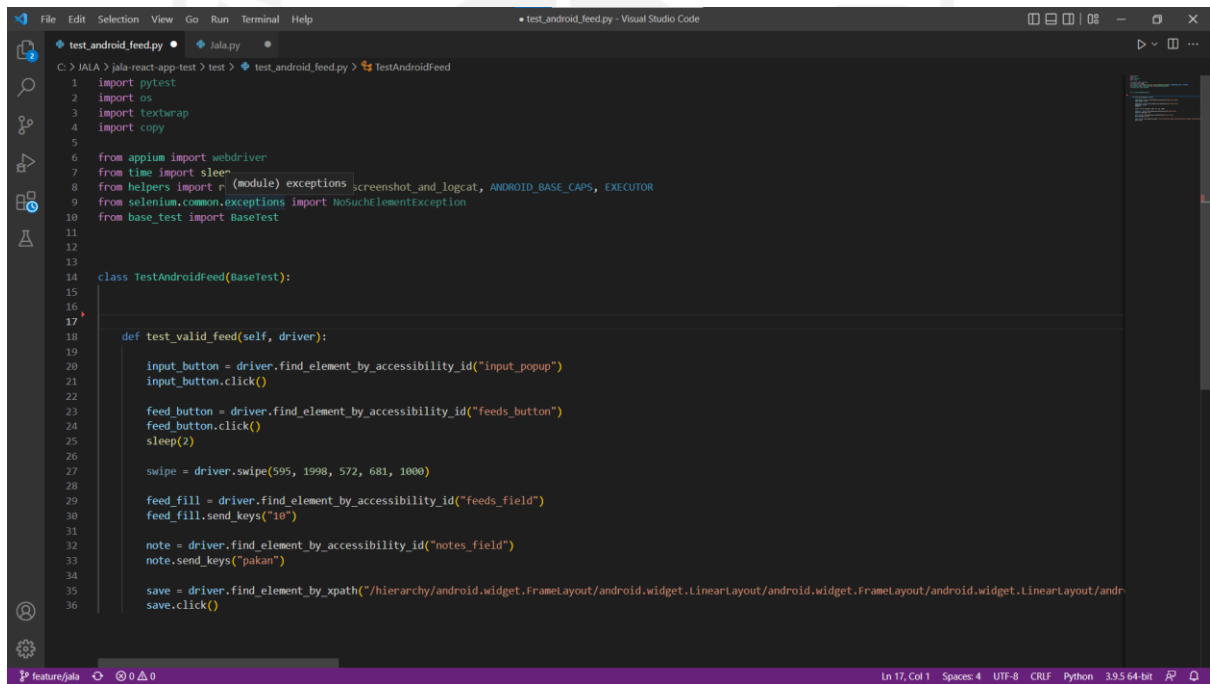 File Edit Selection View Go Run Terminal Help
● test_android_feed.py - Visual Studio Code
test_android_feed.py ●
Jala.py ●
C: > JALA > jala-react-app-test > test > test_android_feed.py > TestAndroidFeed
1 import pytest
2 import os
3 import textwrap
4 import copy
5
6 from appium import webdriver
7 from time import sleep
(module) exceptions
8 from helpers import screenshot_and_logcat, ANDROID_BASE_CAPS, EXECUTOR
9 from selenium.common.exceptions import NoSuchElementException
10 from base_test import BaseTest
11
12
13
14 class TestAndroidFeed(BaseTest):
15
16
17
18 def test_valid_feed(self, driver):
19
20 input_button = driver.find_element_by_accessibility_id("input_popup")
21 input_button.click()
22
23 feed_button = driver.find_element_by_accessibility_id("feeds_button")
24 feed_button.click()
25 sleep(2)
26
27 swipe = driver.swipe(595, 1998, 572, 681, 1000)
28
29 feed_fill = driver.find_element_by_accessibility_id("feeds_field")
30 feed_fill.send_keys("10")
31
32 note = driver.find_element_by_accessibility_id("notes_field")
33 note.send_keys("pakan")
34
35 save = driver.find_element_by_xpath("/hierarchy/android.widget.FrameLayout/android.widget.LinearLayout/android.widget.FrameLayout/android.widget.LinearLayout/andr
36 save.click()
2
feature/jala 0 0
Ln 17, Col 1 Spaces: 4 UTF-8 CRLF Python 3.9.5 64-bit